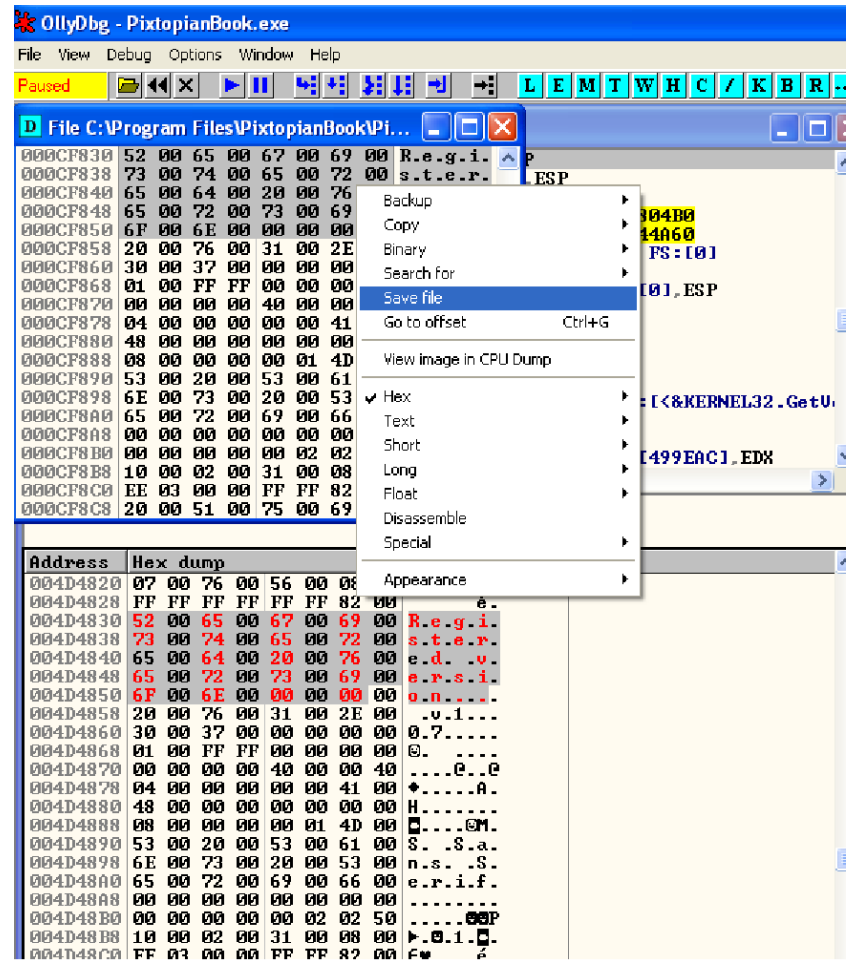 OllyDbg - PixtopianBook.exe
File View Debug Options Window Help
Paused L E M T W H C / K B R
D File C:\Program Files\PixtopianBook\Pi...
000CF830 52 00 65 00 67 00 69 00 R.e.g.i.
000CF838 73 00 74 00 65 00 72 00 s.t.e.r.
000CF840 65 00 64 00 20 00 76
000CF848 65 00 72 00 73 00 69
000CF850 6F 00 6E 00 00 00 00
000CF858 20 00 76 00 31 00 2E
000CF860 30 00 37 00 00 00 00
000CF868 01 00 FF FF 00 00 00
000CF870 00 00 00 00 40 00 00
000CF878 04 00 00 00 00 00 41
000CF880 48 00 00 00 00 00 00
000CF888 08 00 00 00 00 01 4D
000CF890 53 00 20 00 53 00 61
000CF898 6E 00 73 00 20 00 53
000CF8A0 65 00 72 00 69 00 66
000CF8A8 00 00 00 00 00 00 00
000CF8B0 00 00 00 00 00 02 02
000CF8B8 10 00 02 00 31 00 08
000CF8C0 EE 03 00 00 FF FF 82
000CF8C8 20 00 51 00 75 00 69
P
,ESP
804B0
44A60
FS:[0]
[0],ESP
:[<&KERNEL32.GetV
[499EAC],EDX
Backup
Copy
Binary
Search for
Save file
Go to offset Ctrl+G
View image in CPU Dump
Hex
Text
Short
Long
Float
Disassemble
Special
Appearance
Address Hex dump
004D4820 07 00 76 00 56 00 08
004D4828 FF FF FF FF FF FF 82 00 é.
004D4830 52 00 65 00 67 00 69 00 R.e.g.i.
004D4838 73 00 74 00 65 00 72 00 s.t.e.r.
004D4840 65 00 64 00 20 00 76 00 e.d. .v.
004D4848 65 00 72 00 73 00 69 00 e.r.s.i.
004D4850 6F 00 6E 00 00 00 00 00 o.n.....
004D4858 20 00 76 00 31 00 2E 00 .v.1...
004D4860 30 00 37 00 00 00 00 00 0.7.....
004D4868 01 00 FF FF 00 00 00 00 ☺. ....
004D4870 00 00 00 00 40 00 00 40 ....@..@
004D4878 04 00 00 00 00 00 41 00 ♦.....A.
004D4880 48 00 00 00 00 00 00 00 H.......
004D4888 08 00 00 00 00 01 4D 00 ◘....☺M.
004D4890 53 00 20 00 53 00 61 00 S. .S.a.
004D4898 6E 00 73 00 20 00 53 00 n.s. .S.
004D48A0 65 00 72 00 69 00 66 00 e.r.i.f.
004D48A8 00 00 00 00 00 00 00 00 ........
004D48B0 00 00 00 00 00 02 02 50 .....☻☻P
004D48B8 10 00 02 00 31 00 08 00 ►.☻.1.◘.
004D48C0 FF 03 00 00 FF FF 82 00